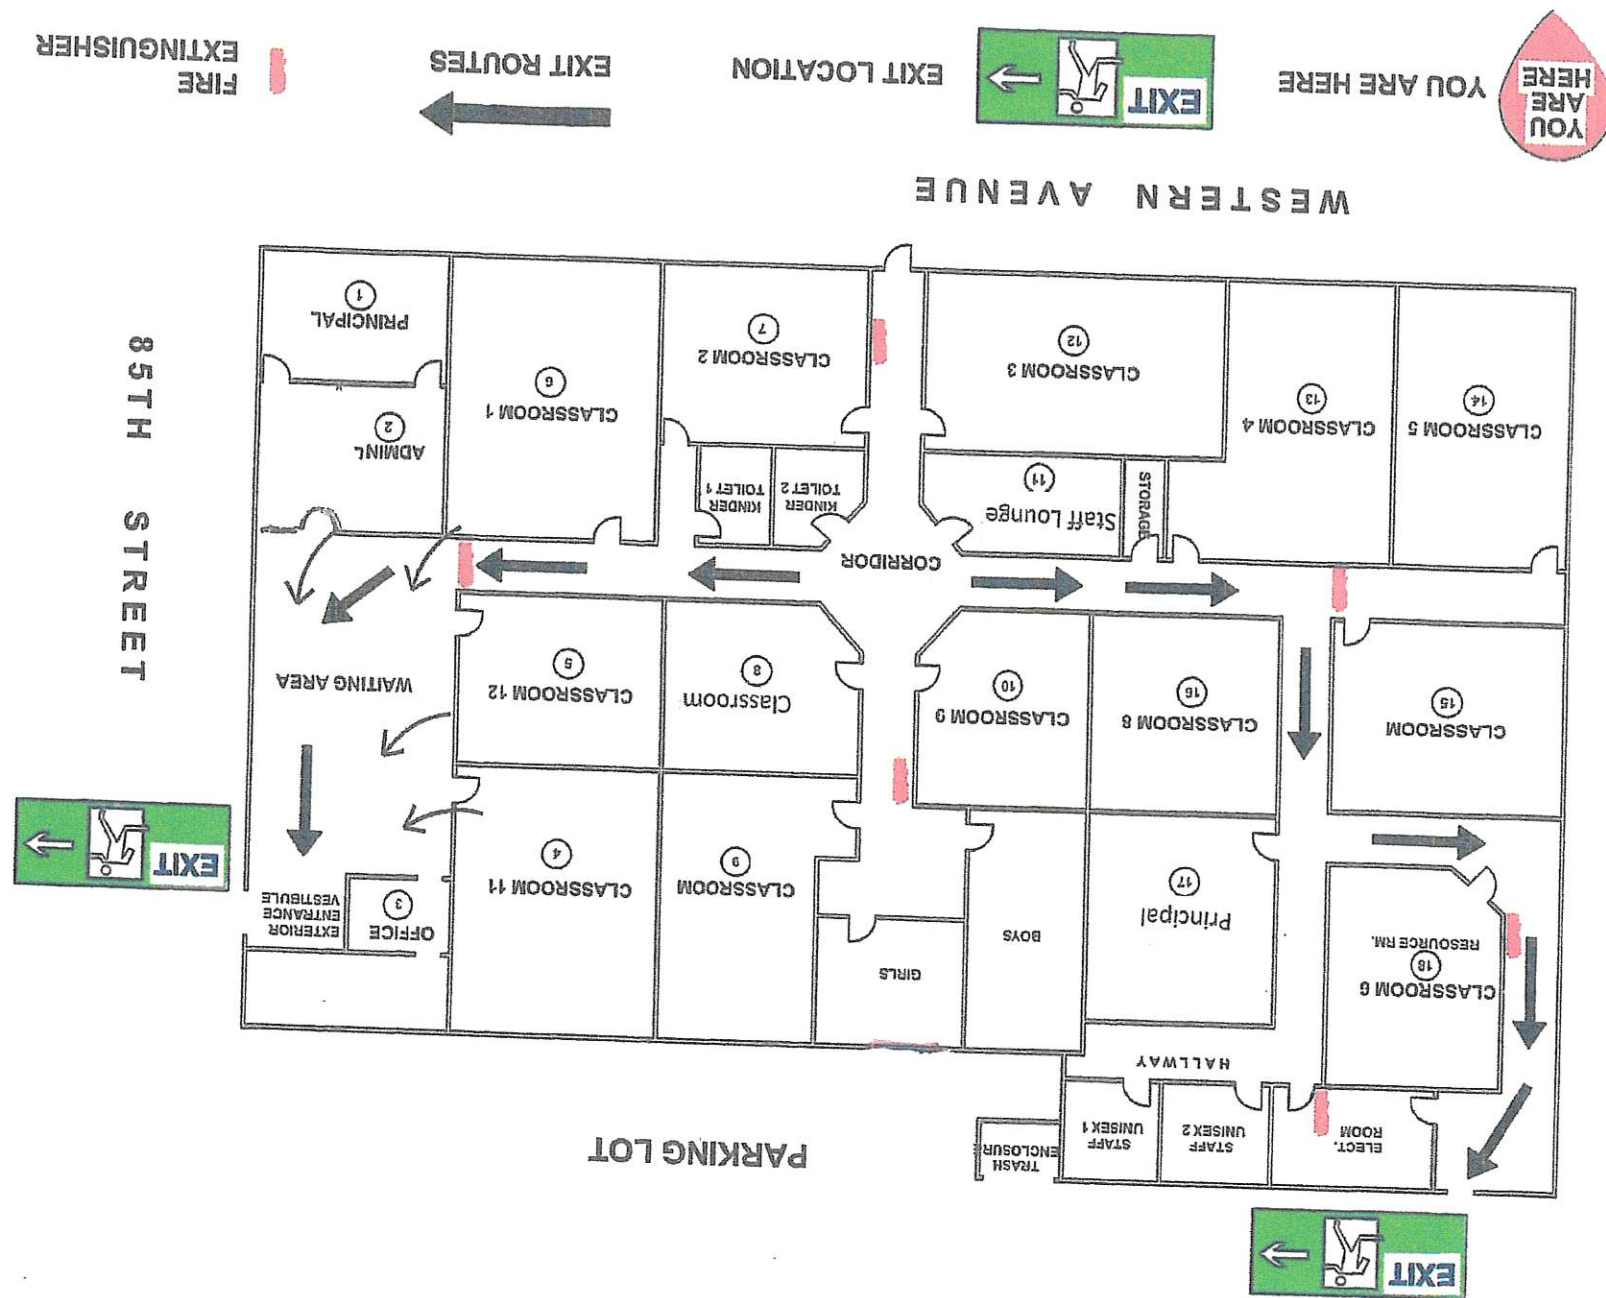 EXIT
TRASH
ENCLOSURE
PARKING LOT
ELECT.
ROOM
STAFF
UNISEX 2
STAFF
UNISEX 1
HALLWAY
CLASSROOM 6
18
RESOURCE RM.
Principal
17
BOYS
GIRLS
CLASSROOM
9
CLASSROOM 11
4
OFFICE
3
EXTERIOR
ENTRANCE
VESTIBULE
EXIT
CLASSROOM
15
CLASSROOM 8
16
CLASSROOM 9
10
Classroom
8
CLASSROOM 12
5
WAITING AREA
85TH STREET
CORRIDOR
STORAGE
Staff Lounge
11
KINDER
TOILET 2
KINDER
TOILET 1
CLASSROOM 5
14
CLASSROOM 4
13
CLASSROOM 3
12
CLASSROOM 2
7
CLASSROOM 1
6
ADMIN'L
2
PRINCIPAL
1
WESTERN AVENUE
YOU
ARE
HERE
YOU ARE HERE
EXIT
EXIT LOCATION
EXIT ROUTES
FIRE
EXTINGUISHER